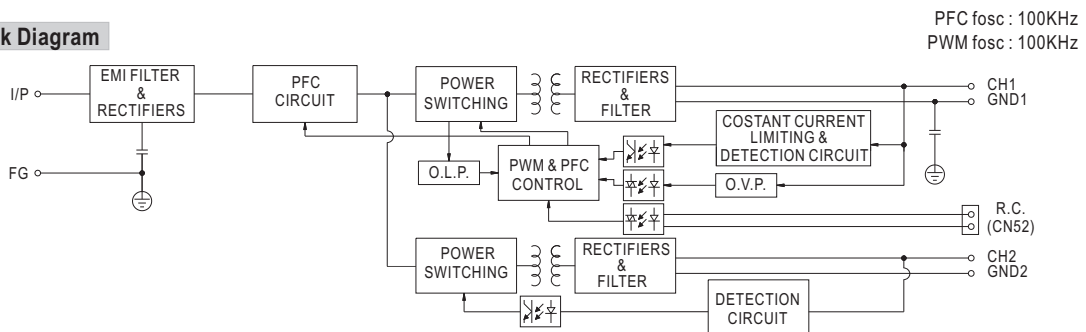 PFC fosc : 100KHz
k Diagram
PWM fosc : 100KHz
I/P
EMI FILTER
&
RECTIFIERS
PFC
CIRCUIT
POWER
SWITCHING
RECTIFIERS
&
FILTER
CH1
GND1
COSTANT CURRENT
LIMITING &
DETECTION CIRCUIT
FG
O.L.P.
PWM & PFC
CONTROL
O.V.P.
R.C.
(CN52)
POWER
SWITCHING
RECTIFIERS
&
FILTER
CH2
GND2
DETECTION
CIRCUIT